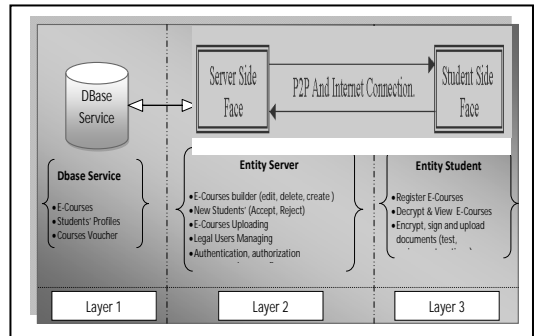 DBase
Service
Server Side
Face
P2P And Internet Connection.
Student Side
Face
Dbase Service
• E-Courses
• Students' Profiles
• Courses Voucher
Entity Server
• E-Courses builder (edit, delete, create )
• New Students' (Accept, Reject)
• E-Courses Uploading
• Legal Users Managing
• Authentication, authorization
Entity Student
• Register E-Courses
• Decrypt & View E-Courses
• Encrypt, sign and upload
documents (test,
Layer 1
Layer 2
Layer 3